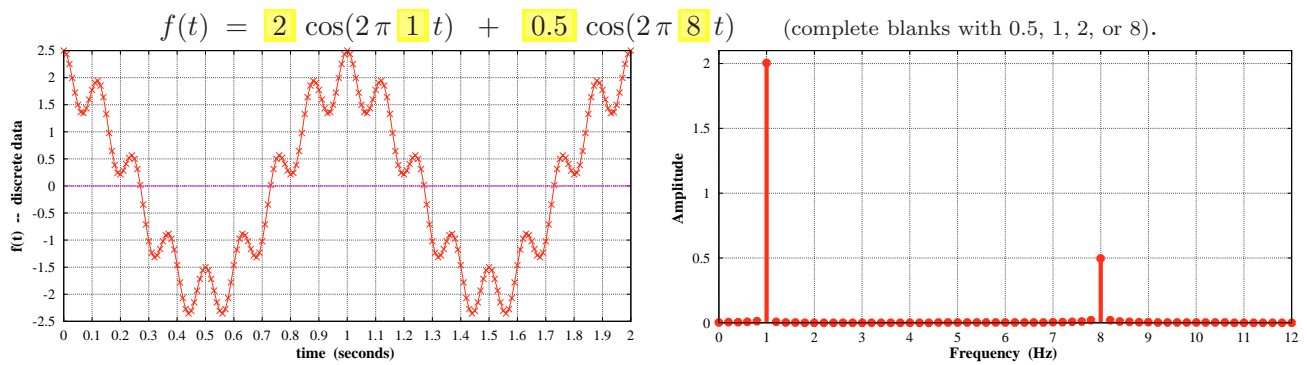 f(t) = 2 cos(2 π 1 t) + 0.5 cos(2 π 8 t) (complete blanks with 0.5, 1, 2, or 8).
2.5
2
1.5
1
0.5
0
-0.5
-1
-1.5
-2
-2.5
f(t) -- discrete data
0 0.1 0.2 0.3 0.4 0.5 0.6 0.7 0.8 0.9 1 1.1 1.2 1.3 1.4 1.5 1.6 1.7 1.8 1.9 2
time (seconds)
2
1.5
1
0.5
0
Amplitude
0 1 2 3 4 5 6 7 8 9 10 11 12
Frequency (Hz)